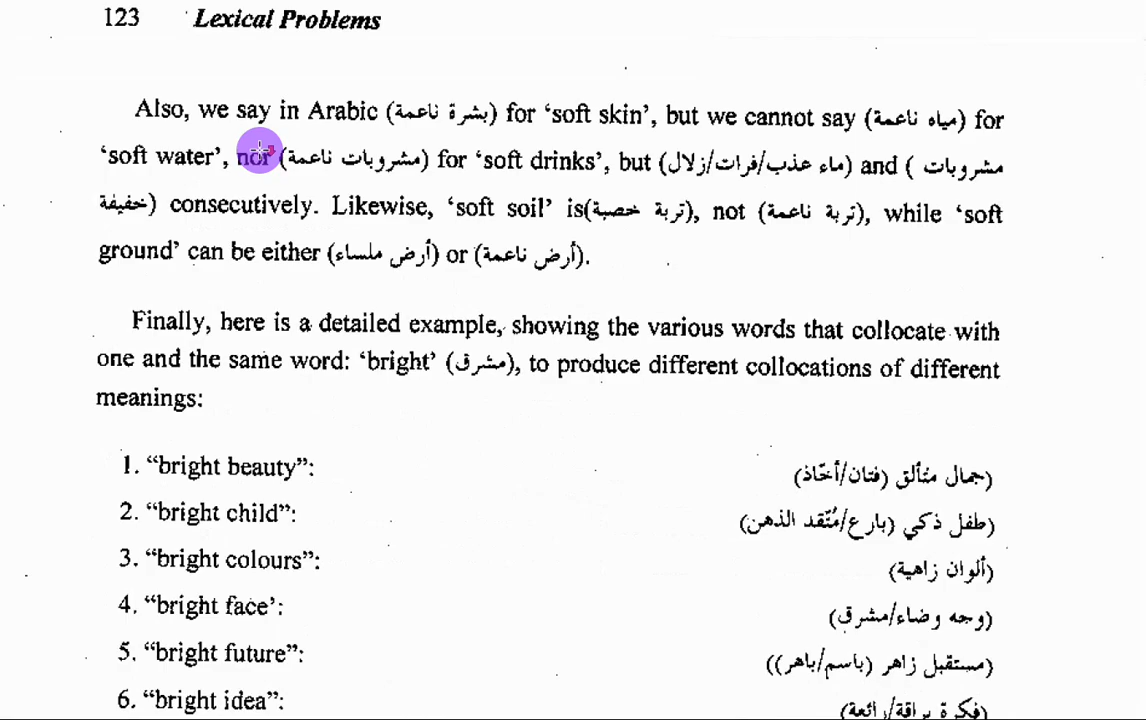 123 Lexical Problems
Also, we say in Arabic (بشرة ناعمة) for ‘soft skin’, but we cannot say (مياه ناعمة) for
‘soft water’, nor (مشروبات ناعمة) for ‘soft drinks’, but (ماء عذب/فرات/زلال) and ( مشروبات
خفيفة) consecutively. Likewise, ‘soft soil’ is(تربة خصبة), not (تربة ناعمة), while ‘soft
ground’ can be either (أرض ملساء) or (أرض ناعمة).
Finally, here is a detailed example, showing the various words that collocate with
one and the same word: ‘bright’ (مشرق), to produce different collocations of different
meanings:
1. “bright beauty”: (جمال متألق (فتان/أخّاذ)
2. “bright child”: (طفل ذكي (بارع/مُتّقد الذهن)
3. “bright colours”: (ألوان زاهية)
4. “bright face’: (وجه وضاء/مشرق)
5. “bright future”: (مستقبل زاهر (باسم/باهر))
6. “bright idea”: (فكرة براقة/رائعة)